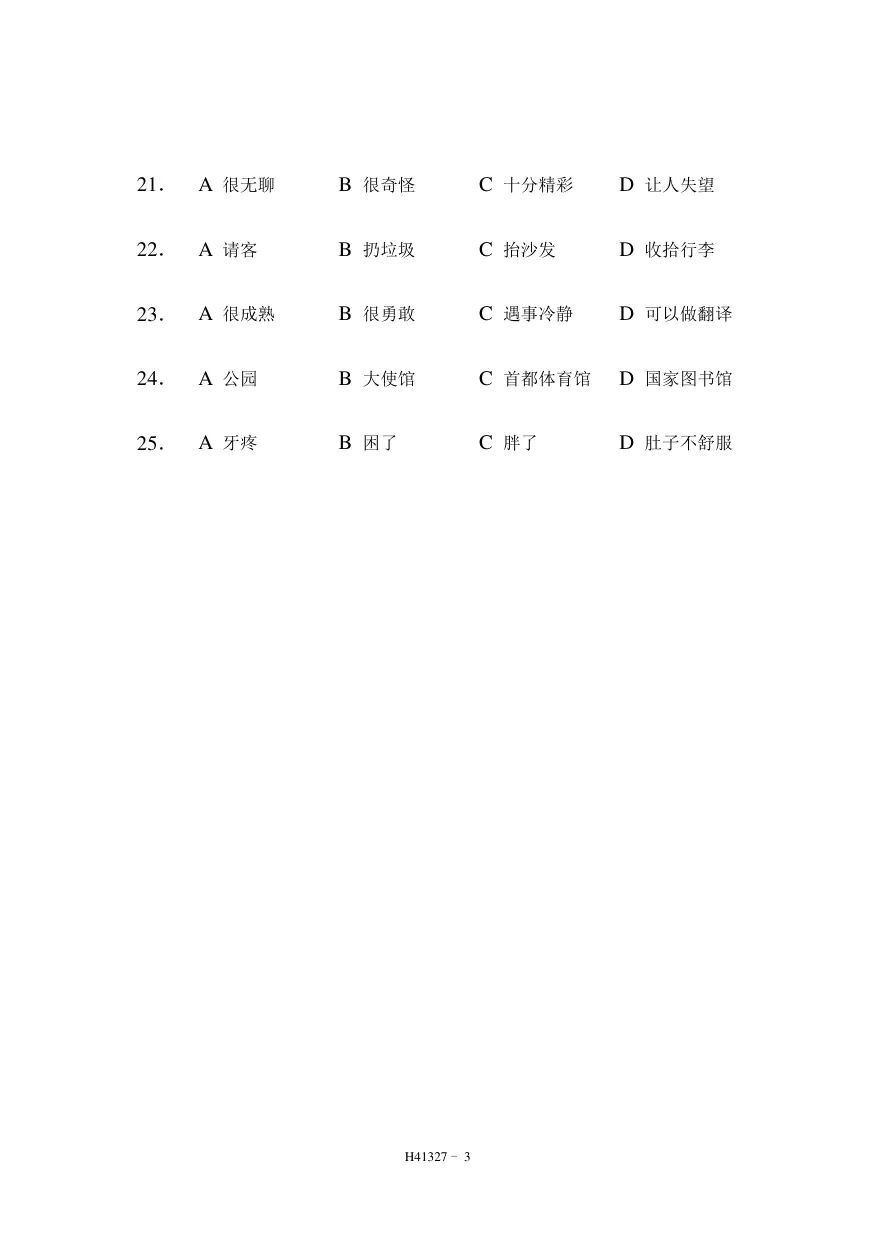 21． A 很无聊 B 很奇怪 C 十分精彩 D 让人失望
22． A 请客 B 扔垃圾 C 抬沙发 D 收拾行李
23． A 很成熟 B 很勇敢 C 遇事冷静 D 可以做翻译
24． A 公园 B 大使馆 C 首都体育馆 D 国家图书馆
25． A 牙疼 B 困了 C 胖了 D 肚子不舒服
H41327﹣ 3